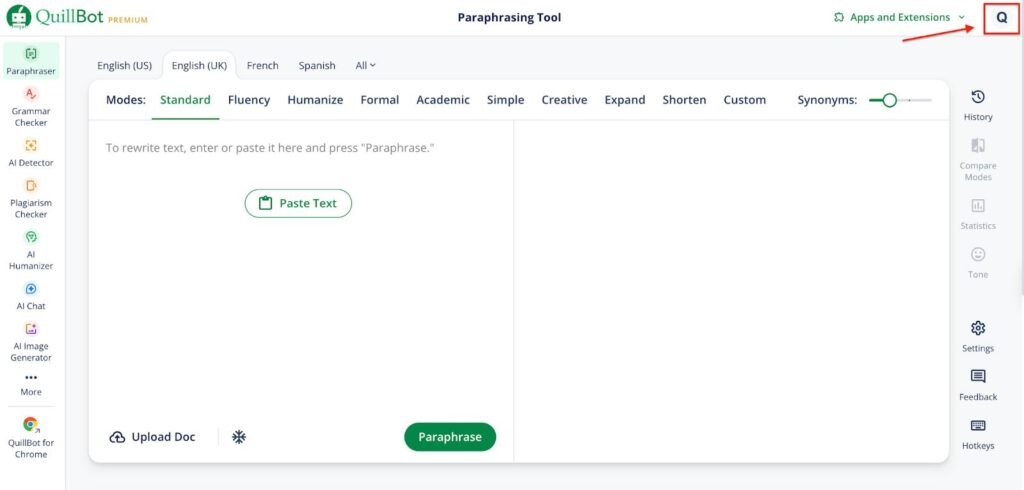 QuillBot PREMIUM
Paraphrasing Tool
Apps and Extensions
Q
Paraphraser
Grammar
Checker
AI Detector
Plagiarism
Checker
AI
Humanizer
AI Chat
AI Image
Generator
More
QuillBot for
Chrome
English (US) English (UK) French Spanish All
Modes: Standard Fluency Humanize Formal Academic Simple Creative Expand Shorten Custom Synonyms:
To rewrite text, enter or paste it here and press "Paraphrase."
Paste Text
Upload Doc
Paraphrase
History
Compare
Modes
Statistics
Tone
Settings
Feedback
Hotkeys